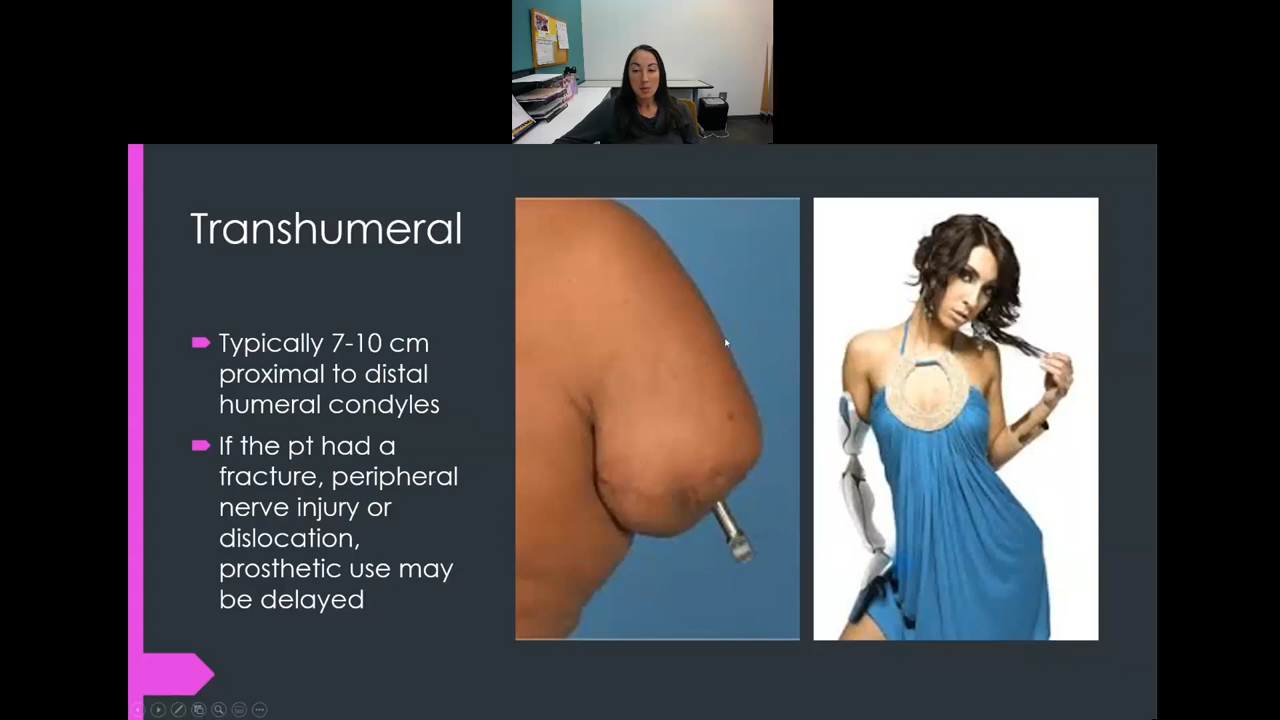 Transhumeral
Typically 7-10 cm
proximal to distal
humeral condyles
If the pt had a
fracture, peripheral
nerve injury or
dislocation,
prosthetic use may
be delayed